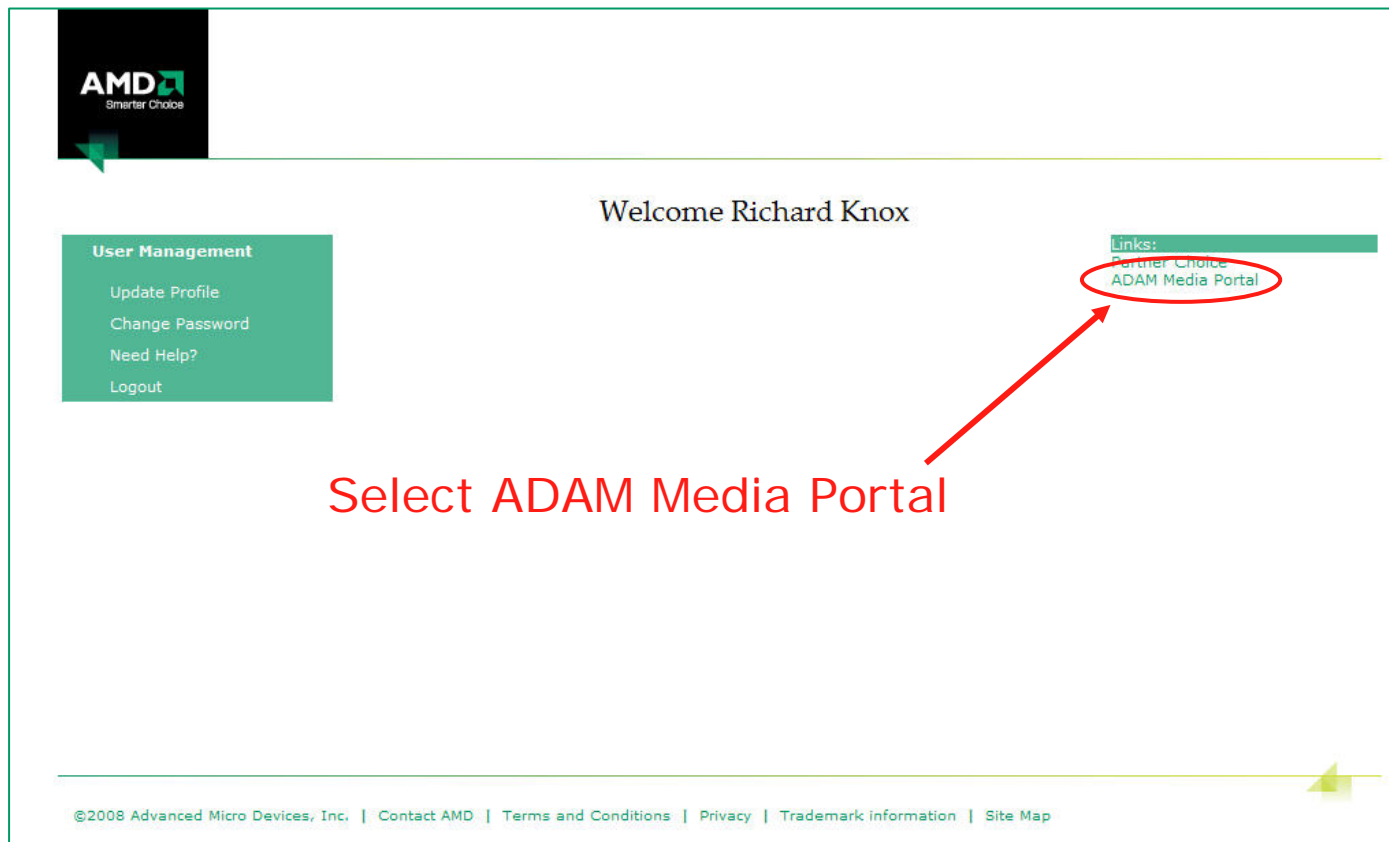 AMD
Smarter Choice
Welcome Richard Knox
User Management
Update Profile
Change Password
Need Help?
Logout
Links:
Partner Choice
ADAM Media Portal
Select ADAM Media Portal
©2008 Advanced Micro Devices, Inc. | Contact AMD | Terms and Conditions | Privacy | Trademark information | Site Map